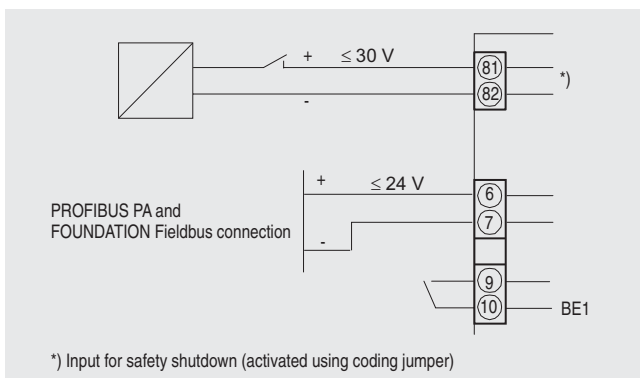 + ≤ 30 V
81
*)
82
-
+ ≤ 24 V
6
PROFIBUS PA and
7
FOUNDATION Fieldbus connection
-
9
10 BE1
*) Input for safety shutdown (activated using coding jumper)